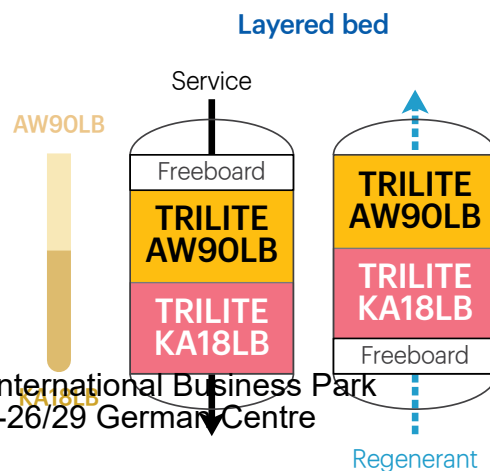 Layered bed
Service
AW90LB
Freeboard
TRILITE
AW90LB
TRILITE
KA18LB
TRILITE
AW90LB
TRILITE
KA18LB
Freeboard
KA18LB
nternational Business Park
-26/29 German Centre
Regenerant